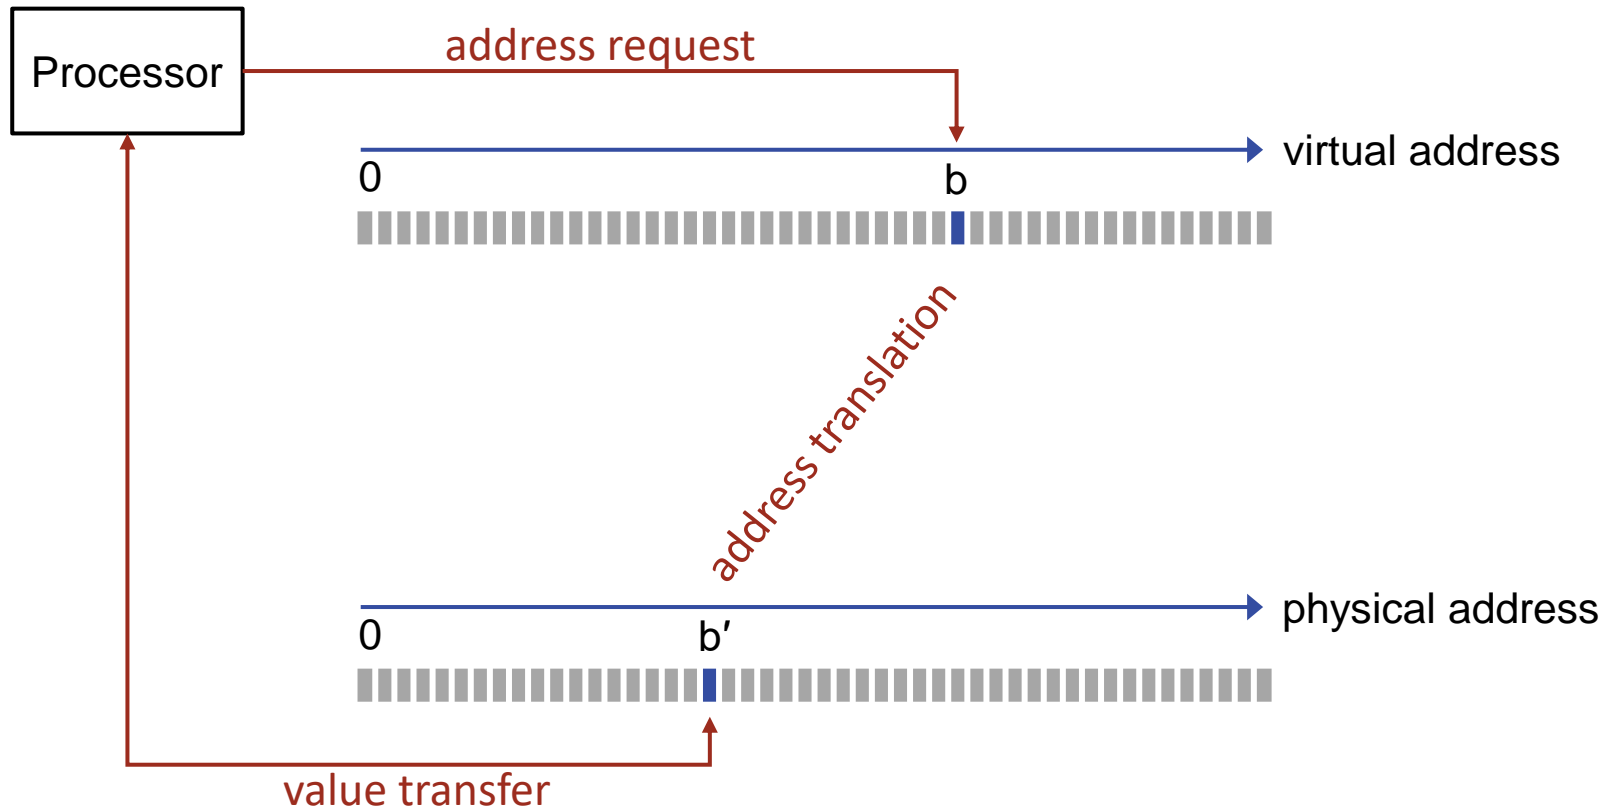 address request
Processor
virtual address
0
b
address translation
physical address
0
b′
value transfer